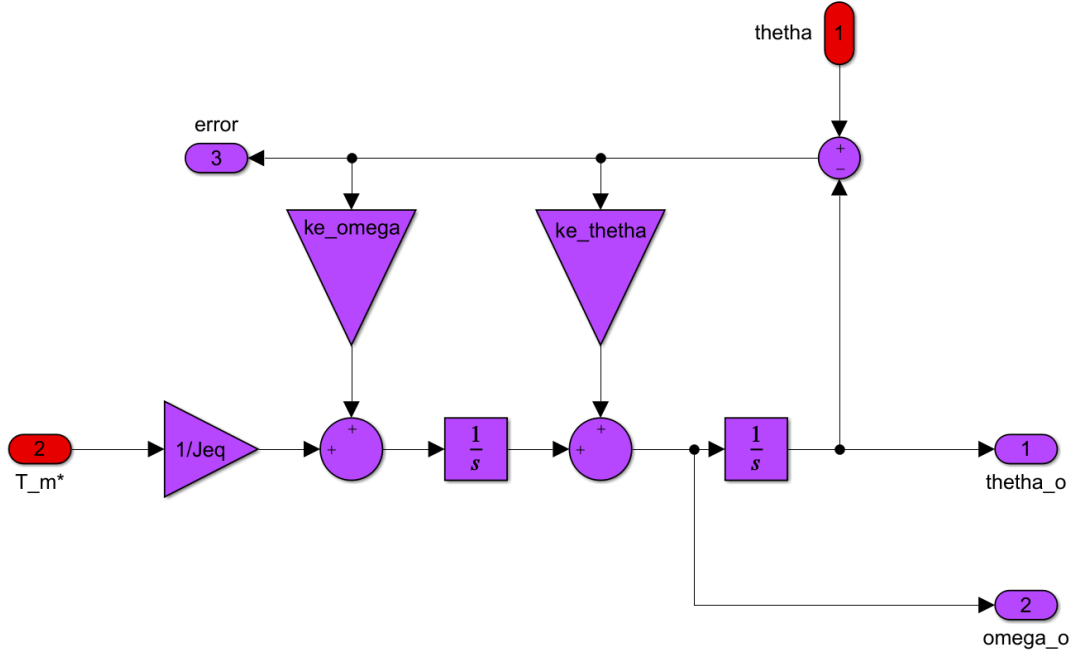 thetha
1
error
3
+
−
ke_omega
ke_thetha
2
T_m*
1/Jeq
+
+
1
s
+
+
1
s
1
thetha_o
2
omega_o